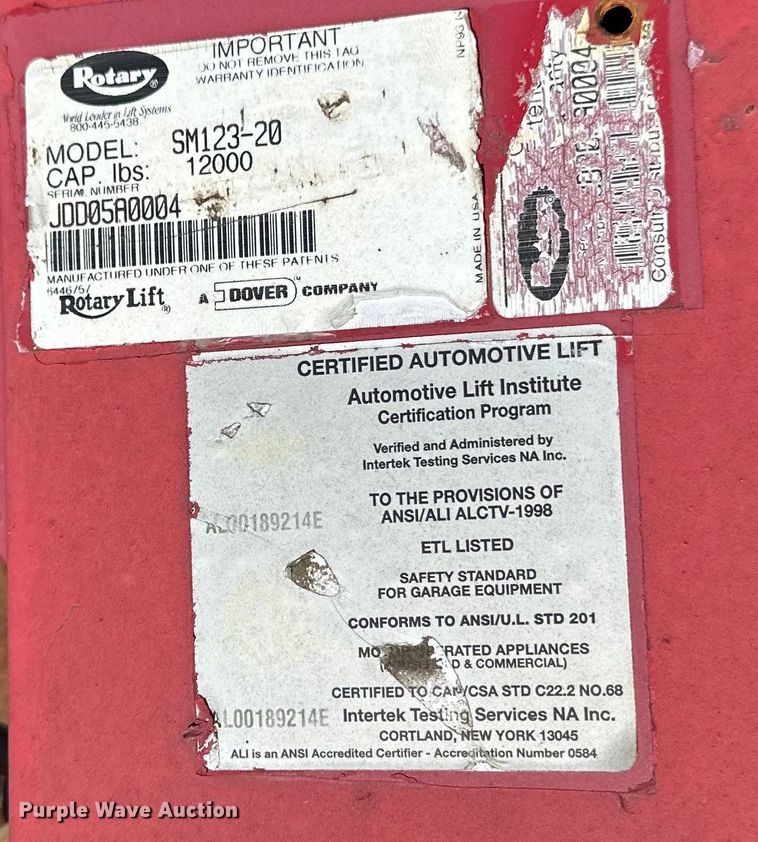 Rotary®
World Leader in Lift Systems
800-445-5438
IMPORTANT
DO NOT REMOVE THIS TAG
WARRANTY IDENTIFICATION
MODEL: SM123-20
CAP. lbs: 12000
SERIAL NUMBER
JDD05A0004
MANUFACTURED UNDER ONE OF THESE PATENTS
Rotary Lift® A DOVER™ COMPANY
MADE IN USA
CERTIFIED AUTOMOTIVE LIFT
Automotive Lift Institute
Certification Program
Verified and Administered by
Intertek Testing Services NA Inc.
TO THE PROVISIONS OF
ANSI/ALI ALCTV-1998
AL00189214E
ETL LISTED
SAFETY STANDARD
FOR GARAGE EQUIPMENT
CONFORMS TO ANSI/U.L. STD 201
RATED APPLIANCES
D & COMMERCIAL)
CERTIFIED TO CAN/CSA STD C22.2 NO.68
AL00189214E Intertek Testing Services NA Inc.
CORTLAND, NEW YORK 13045
ALI is an ANSI Accredited Certifier - Accreditation Number 0584
Purple Wave Auction